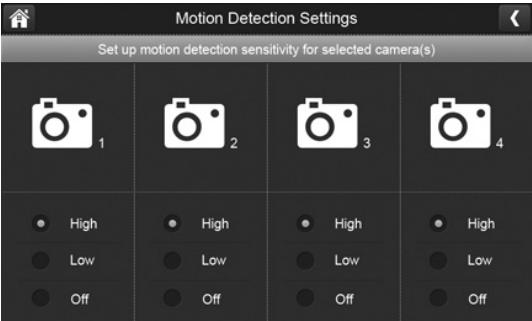 Motion Detection Settings
Set up motion detection sensitivity for selected camera(s)
1 2 3 4
High High High High
Low Low Low Low
Off Off Off Off